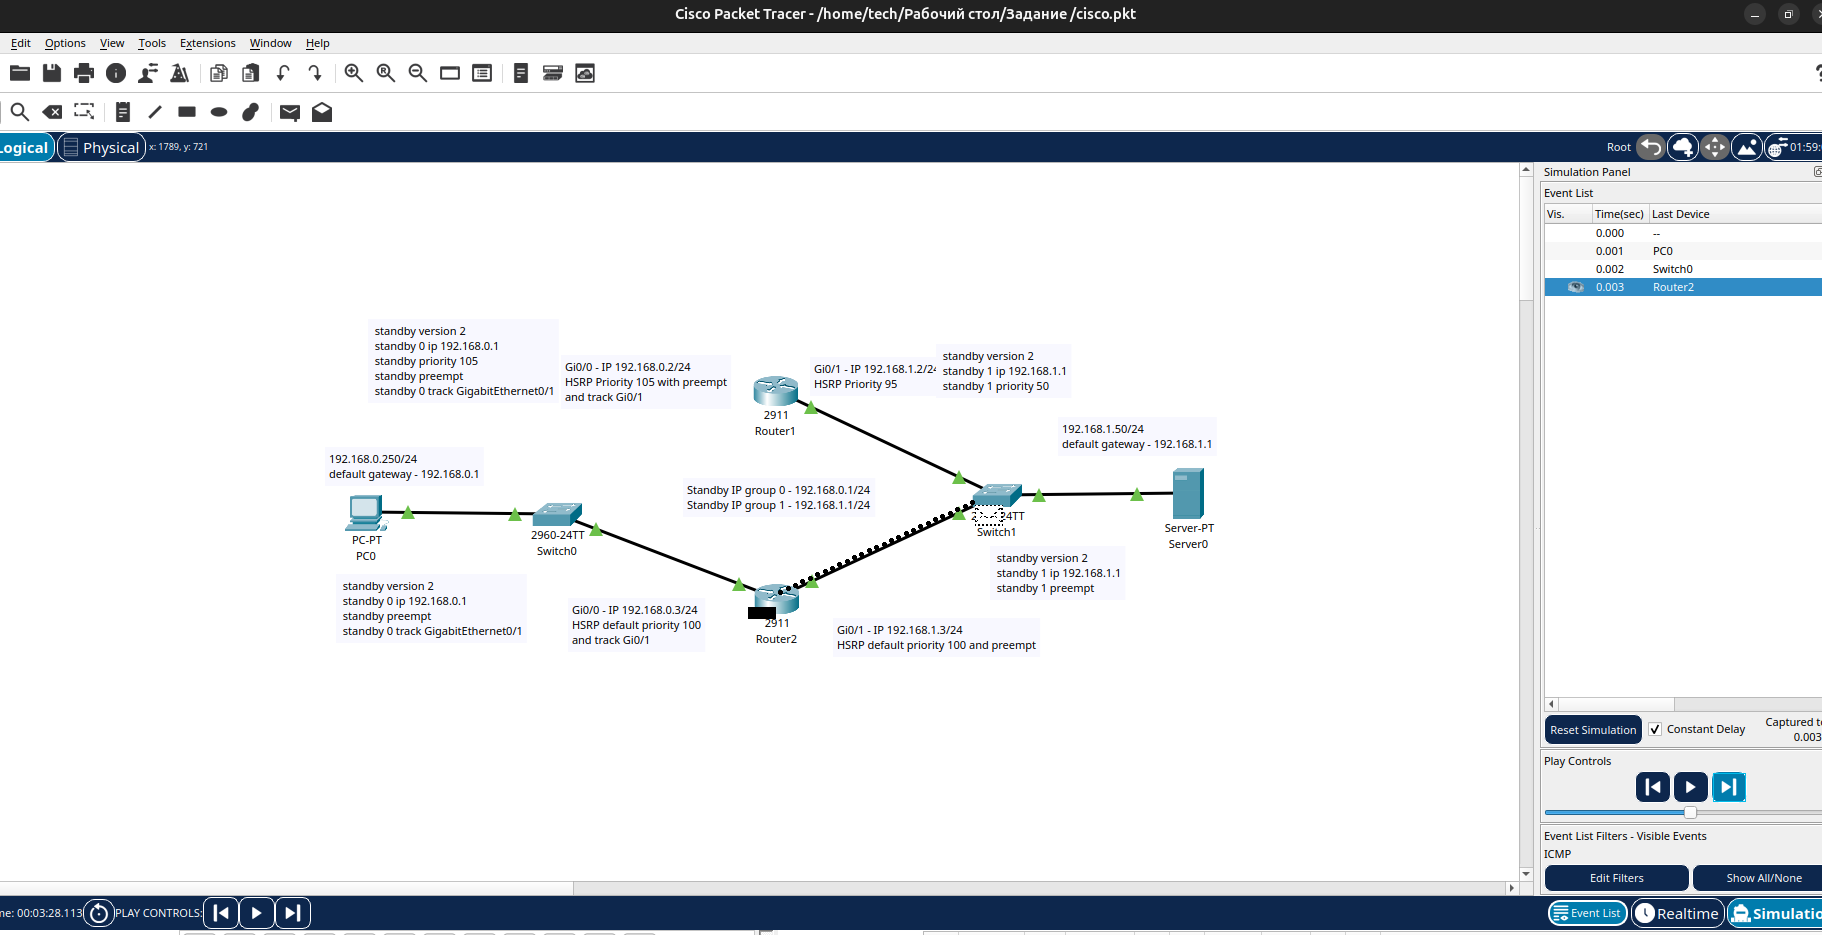 Cisco Packet Tracer - /home/tech/Рабочий стол/Задание /cisco.pkt
Edit Options View Tools Extensions Window Help
Logical Physical x: 1789, y: 721 Root
Simulation Panel
Event List
Vis. Time(sec) Last Device
0.000 --
0.001 PC0
0.002 Switch0
0.003 Router2
standby version 2
standby 0 ip 192.168.0.1
standby priority 105
standby preempt
standby 0 track GigabitEthernet0/1
Gi0/0 - IP 192.168.0.2/24
HSRP Priority 105 with preempt
and track Gi0/1
2911
Router1
Gi0/1 - IP 192.168.1.2/24
HSRP Priority 95
standby version 2
standby 1 ip 192.168.1.1
standby 1 priority 50
192.168.1.50/24
default gateway - 192.168.1.1
192.168.0.250/24
default gateway - 192.168.0.1
PC-PT
PC0
2960-24TT
Switch0
Standby IP group 0 - 192.168.0.1/24
Standby IP group 1 - 192.168.1.1/24
24TT
Switch1
Server-PT
Server0
standby version 2
standby 1 ip 192.168.1.1
standby 1 preempt
standby version 2
standby 0 ip 192.168.0.1
standby preempt
standby 0 track GigabitEthernet0/1
Gi0/0 - IP 192.168.0.3/24
HSRP default priority 100
and track Gi0/1
2911
Router2
Gi0/1 - IP 192.168.1.3/24
HSRP default priority 100 and preempt
Reset Simulation Constant Delay Captured
0.003
Play Controls
Event List Filters - Visible Events
ICMP
Edit Filters Show All/None
00:03:28.113 PLAY CONTROLS:
Event List Realtime Simulatio